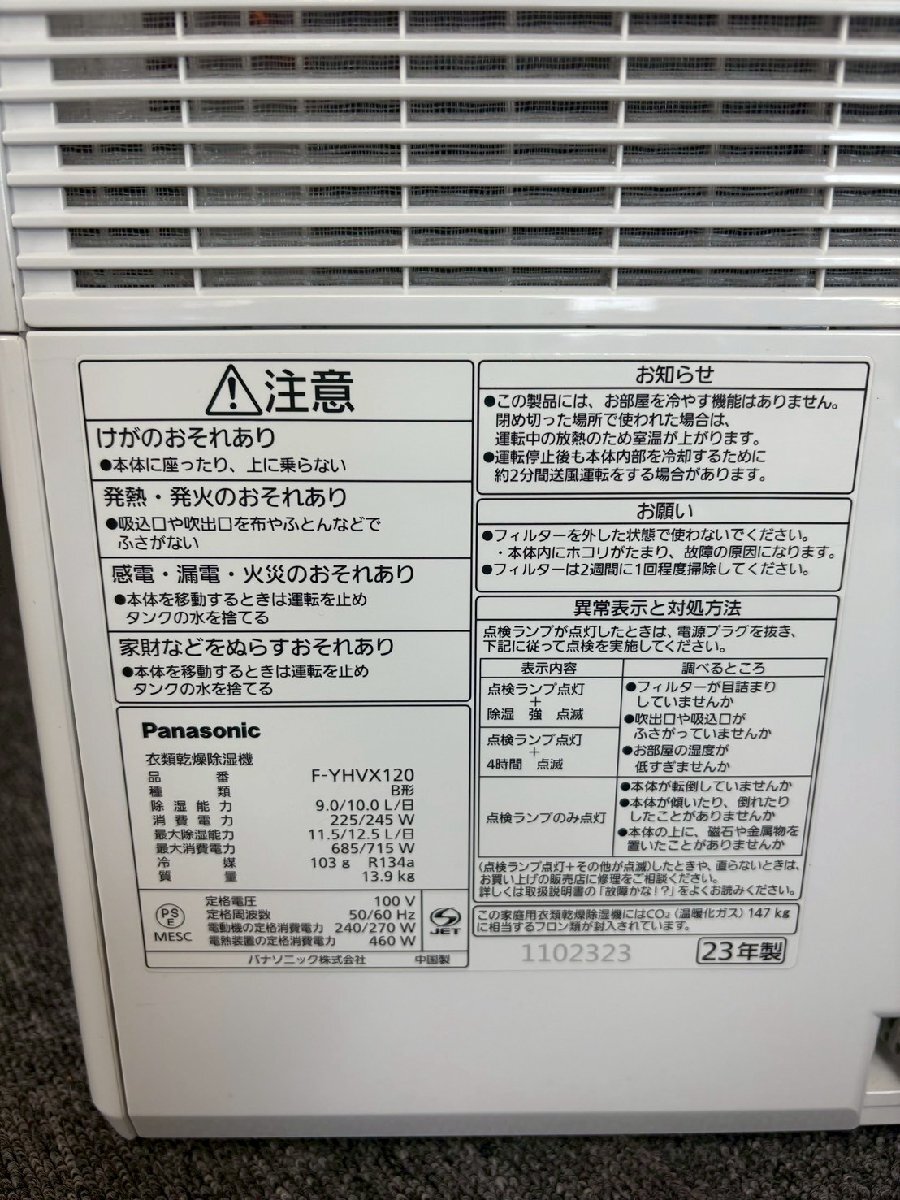 注意
けがのおそれあり
●本体に座ったり、上に乗らない
発熱・発火のおそれあり
●吸込口や吹出口を布やふとんなどで
ふさがない
感電・漏電・火災のおそれあり
●本体を移動するときは運転を止め
タンクの水を捨てる
家財などをぬらすおそれあり
●本体を移動するときは運転を止め
タンクの水を捨てる
Panasonic
衣類乾燥除湿機
品番 F-YHVX120
種類 B形
除湿能力 9.0/10.0 L/日
消費電力 225/245 W
最大除湿能力 11.5/12.5 L/日
最大消費電力 685/715 W
冷媒 103 g R134a
質量 13.9 kg
PS
E
MESC
定格電圧 100 V
定格周波数 50/60 Hz
電動機の定格消費電力 240/270 W
電熱装置の定格消費電力 460 W
JET
パナソニック株式会社 中国製
お知らせ
●この製品には、お部屋を冷やす機能はありません。
閉め切った場所で使われた場合は、
運転中の放熱のため室温が上がります。
●運転停止後も本体内部を冷却するために
約2分間送風運転をする場合があります。
お願い
●フィルターを外した状態で使わないでください。
・本体内にホコリがたまり、故障の原因になります。
●フィルターは2週間に1回程度掃除してください。
異常表示と対処方法
点検ランプが点灯したときは、電源プラグを抜き、
下記に従って点検を実施してください。
表示内容 調べるところ
点検ランプ点灯
+
除湿 強 点滅
点検ランプ点灯
+
4時間 点滅
●フィルターが目詰まり
していませんか
●吹出口や吸込口が
ふさがっていませんか
●お部屋の湿度が
低すぎませんか
点検ランプのみ点灯
●本体が転倒していませんか
●本体が傾いたり、倒れたり
したことがありませんか
●本体の上に、磁石や金属物を
置いたことがありませんか
(点検ランプ点灯+その他が点滅)したときや、直らないときは、
お買い上げの販売店に修理をご相談ください。
詳しくは取扱説明書の「故障かな!?」をよくお読みください。
この家庭用衣類乾燥除湿機にはCO₂(温暖化ガス)147 kg
に相当するフロン類が封入されています。
1102323 23年製